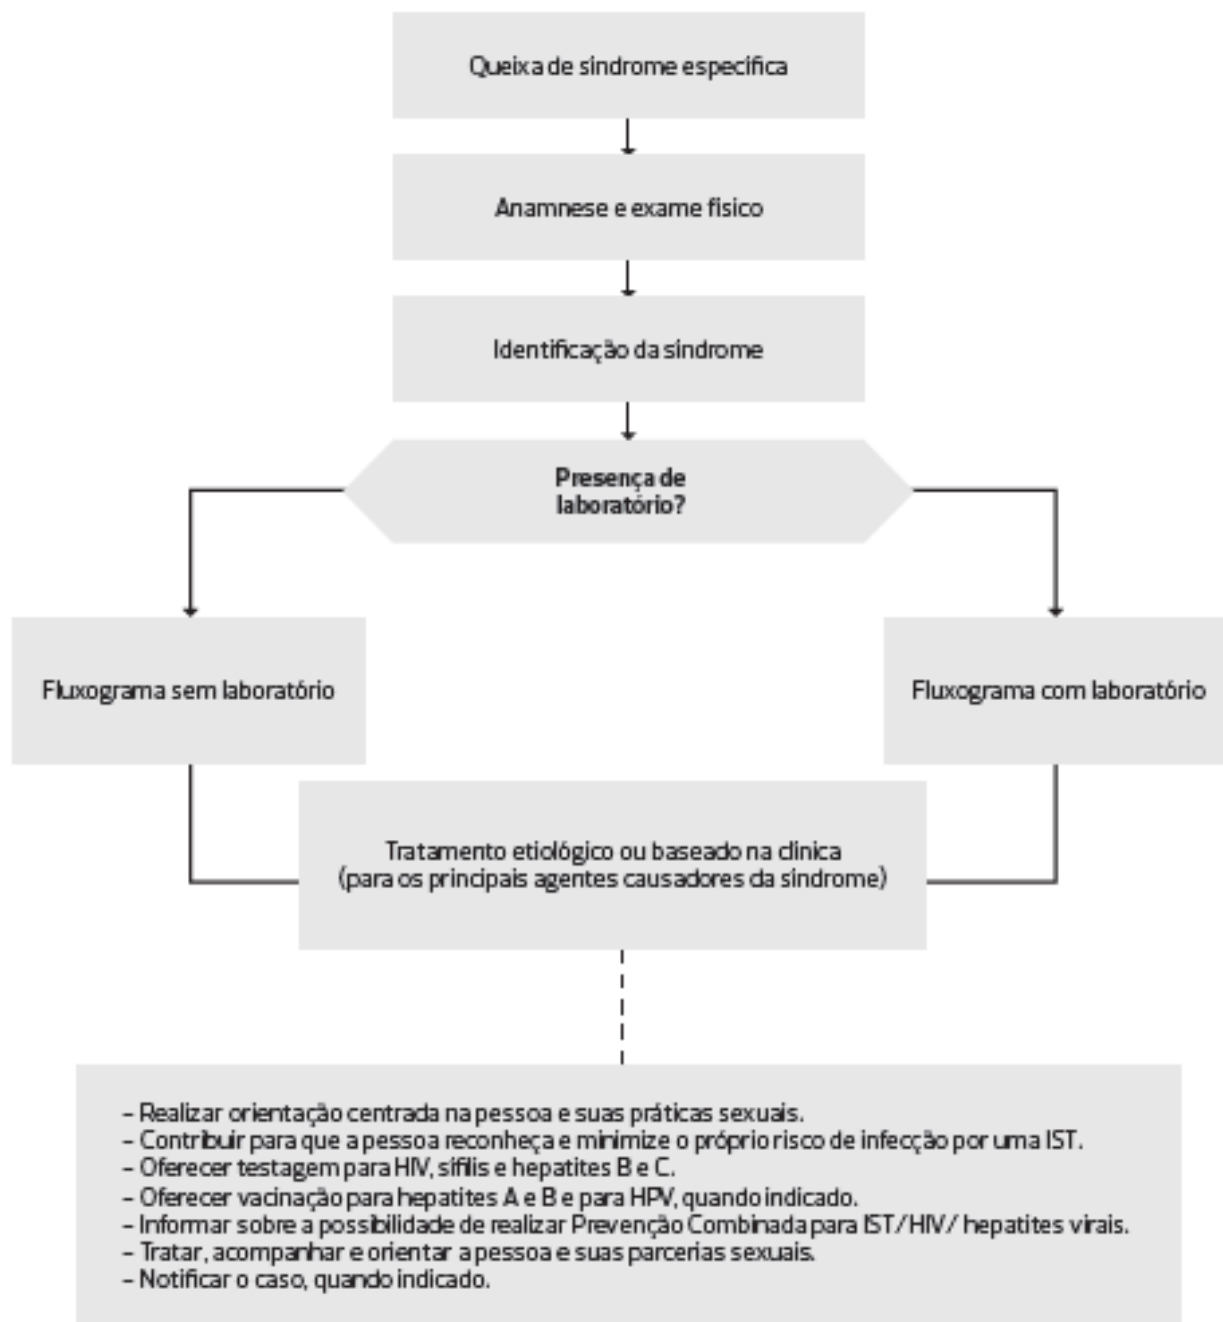 Queixa de síndrome específica
Anamnese e exame físico
Identificação da síndrome
Presença de
laboratório?
Fluxograma sem laboratório
Fluxograma com laboratório
Tratamento etiológico ou baseado na clínica
(para os principais agentes causadores da síndrome)
– Realizar orientação centrada na pessoa e suas práticas sexuais.
– Contribuir para que a pessoa reconheça e minimize o próprio risco de infecção por uma IST.
– Oferecer testagem para HIV, sífilis e hepatites B e C.
– Oferecer vacinação para hepatites A e B e para HPV, quando indicado.
– Informar sobre a possibilidade de realizar Prevenção Combinada para IST/HIV/ hepatites virais.
– Tratar, acompanhar e orientar a pessoa e suas parcerias sexuais.
– Notificar o caso, quando indicado.